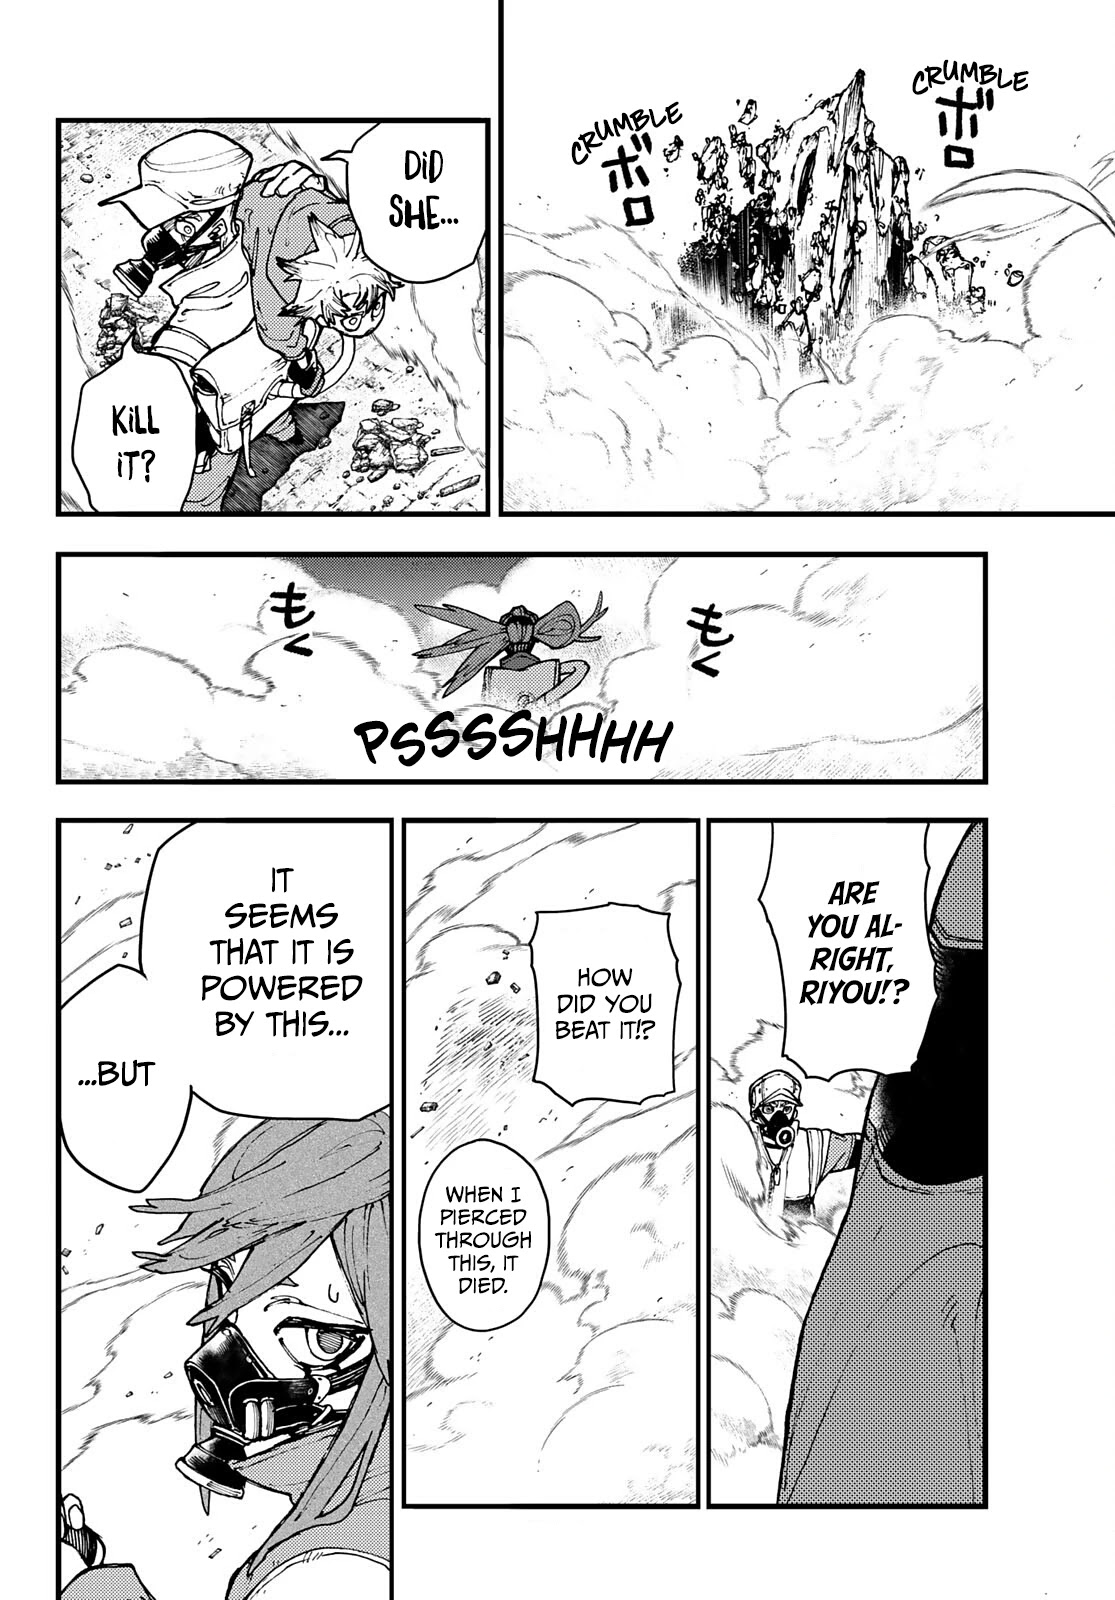 CRUMBLE
ボロ
CRUMBLE
ボロ
DID
SHE...
KILL
IT?
もく
もく
PSSSSHHHH
ARE
YOU AL-
RIGHT,
RIYOU!?
HOW
DID YOU
BEAT IT!?
WHEN I
PIERCED
THROUGH
THIS, IT
DIED.
IT
SEEMS
THAT IT IS
POWERED
BY THIS...
...BUT